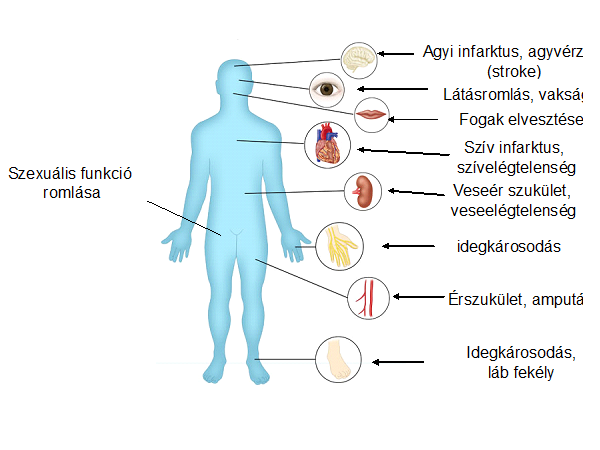 Agyi infarktus, agyvérz
(stroke)
Látásromlás, vakság
Fogak elvesztése
Szív infarktus,
szívelégtelenség
Szexuális funkció
romlása
Veseér szukület,
veseelégtelenség
idegkárosodás
Érszukület, amputá
Idegkárosodás,
láb fekély